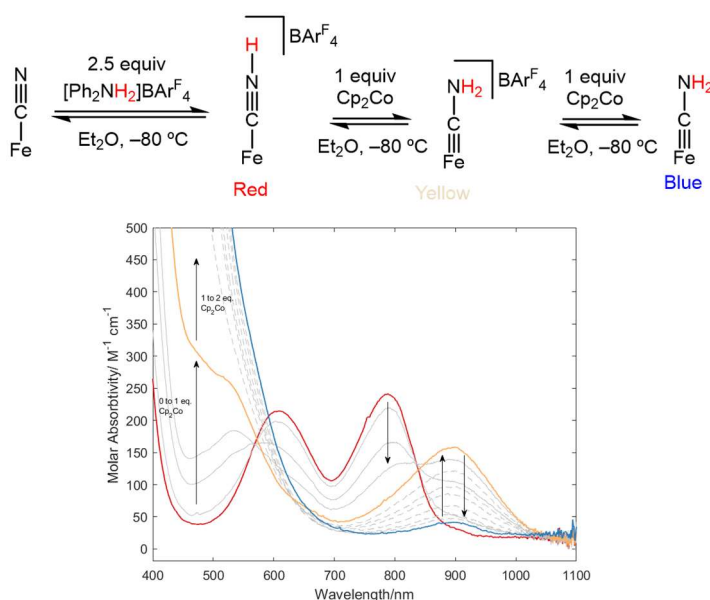 2.5 equiv
[Ph₂NH₂]BArᶠ₄
Et₂O, –80 ºC
N
C
Fe
H
N
C
Fe
BArᶠ₄
Red
1 equiv
Cp₂Co
Et₂O, –80 ºC
NH₂
C
Fe
BArᶠ₄
Yellow
1 equiv
Cp₂Co
Et₂O, –80 ºC
NH₂
C
Fe
Blue
Molar Absorbtivity/ M⁻¹ cm⁻¹
500
450
400
350
300
250
200
150
100
50
0
1 to 2 eq.
Cp₂Co
0 to 1 eq.
Cp₂Co
400 500 600 700 800 900 1000 1100
Wavelength/nm